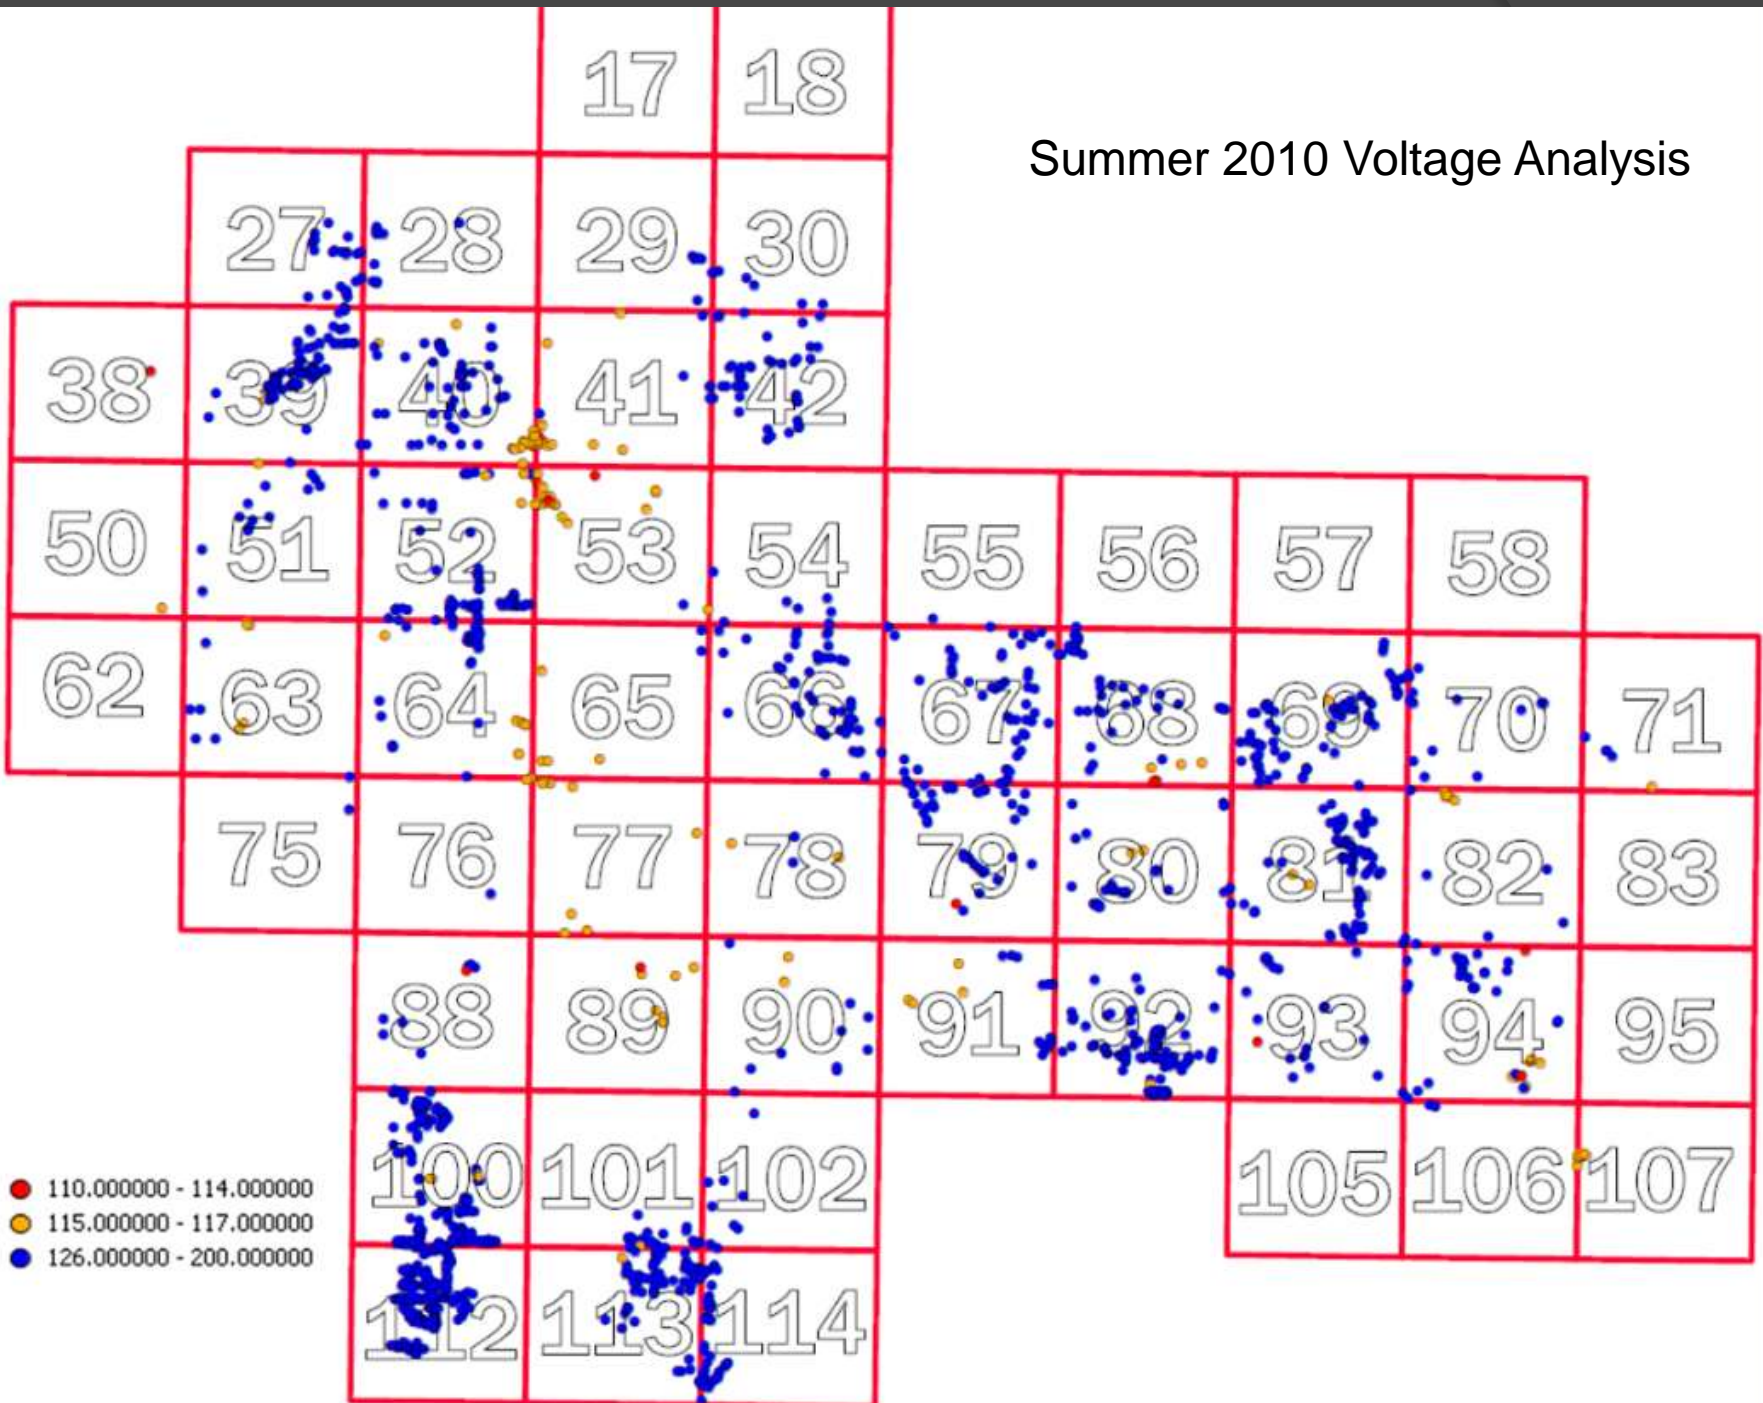 17 18
Summer 2010 Voltage Analysis
27 28 29 30
38 39 40 41 42
50 51 52 53 54 55 56 57 58
62 63 64 65 66 67 68 69 70 71
75 76 77 78 79 80 81 82 83
88 89 90 91 92 93 94 95
100 101 102 105 106 107
110.000000 - 114.000000
115.000000 - 117.000000
126.000000 - 200.000000
112 113 114